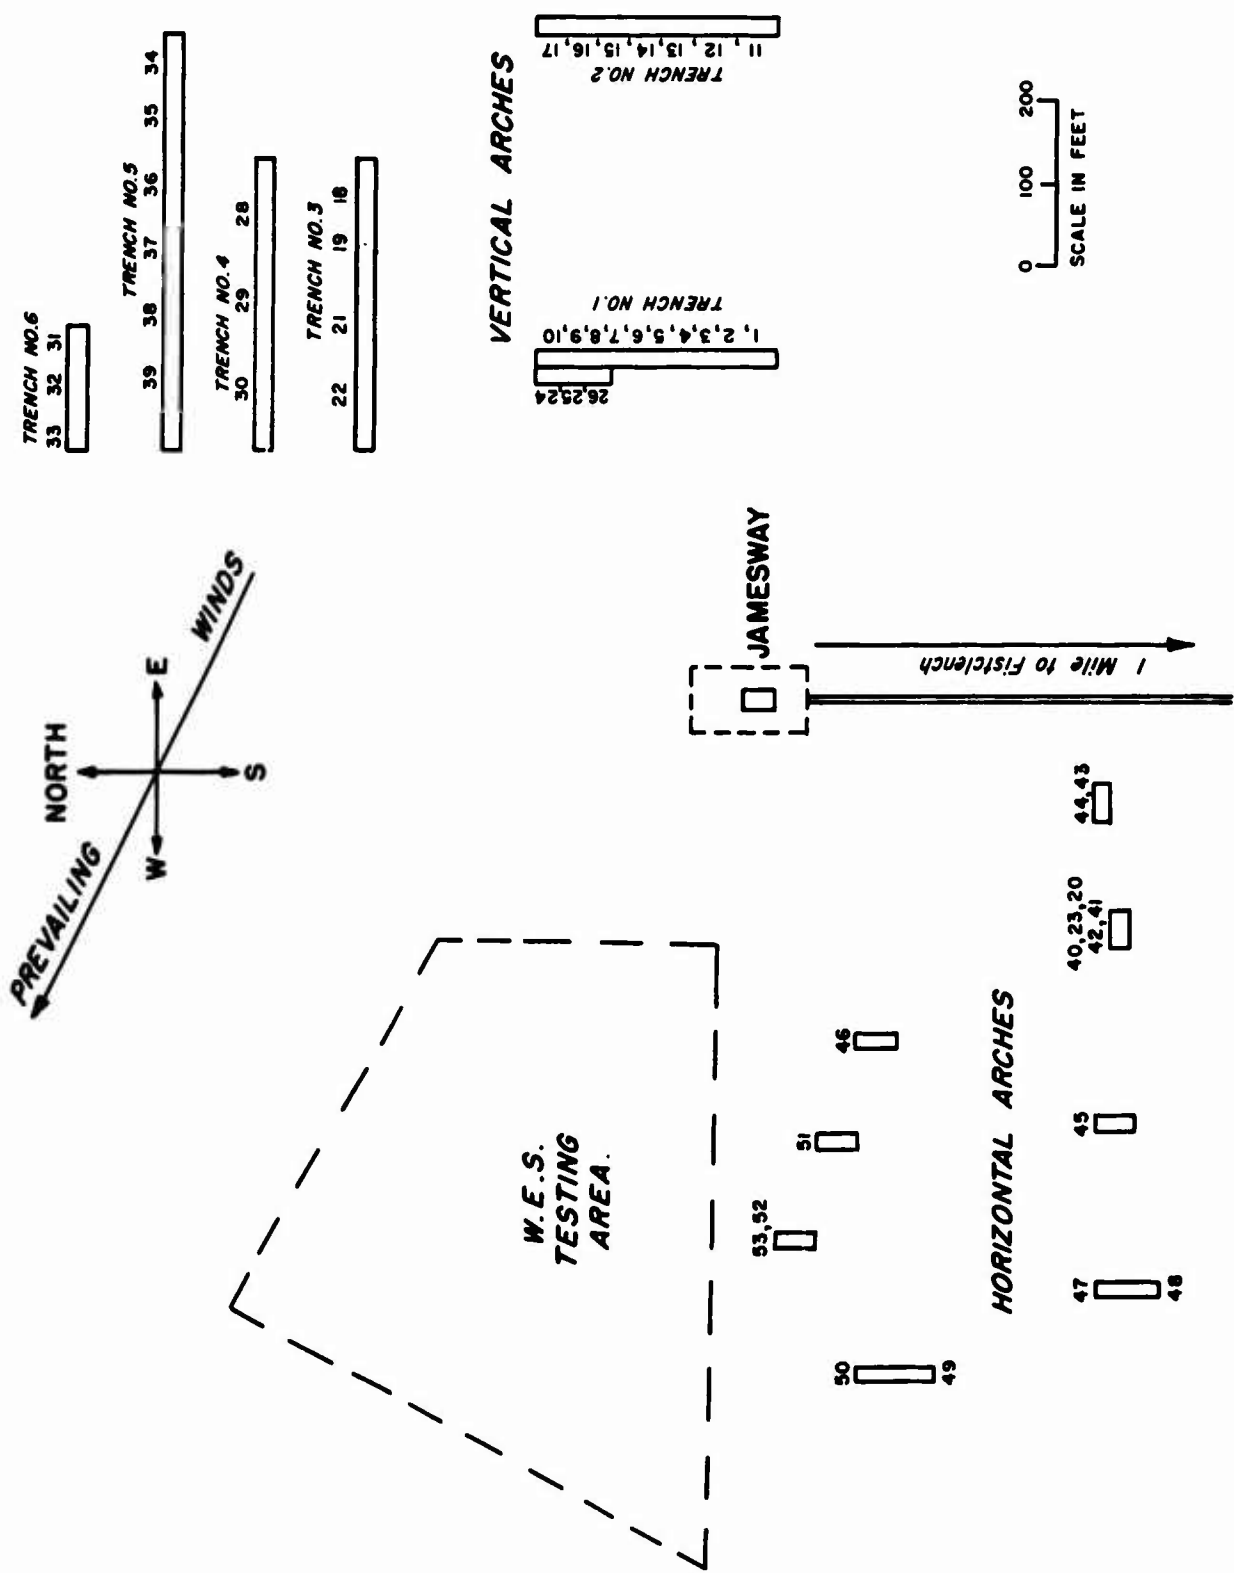 TRENCH NO.6
33 32 31
TRENCH NO.5
39 38 37 36 35 34
TRENCH NO.4
30 29 28
TRENCH NO.3
22 21 19 18
NORTH
W E
S
PREVAILING WINDS
VERTICAL ARCHES
TRENCH NO.1
1, 2,3,4,5,6,7,8,9,10
26,25,24
TRENCH NO.2
11, 12, 13,14, 15, 16,17
W.E.S.
TESTING
AREA.
JAMESWAY
1 Mile to Fistclench
53,52
51
46
50
49
HORIZONTAL ARCHES
47
48
45
40,23,20
42,41
44,43
0 100 200
SCALE IN FEET